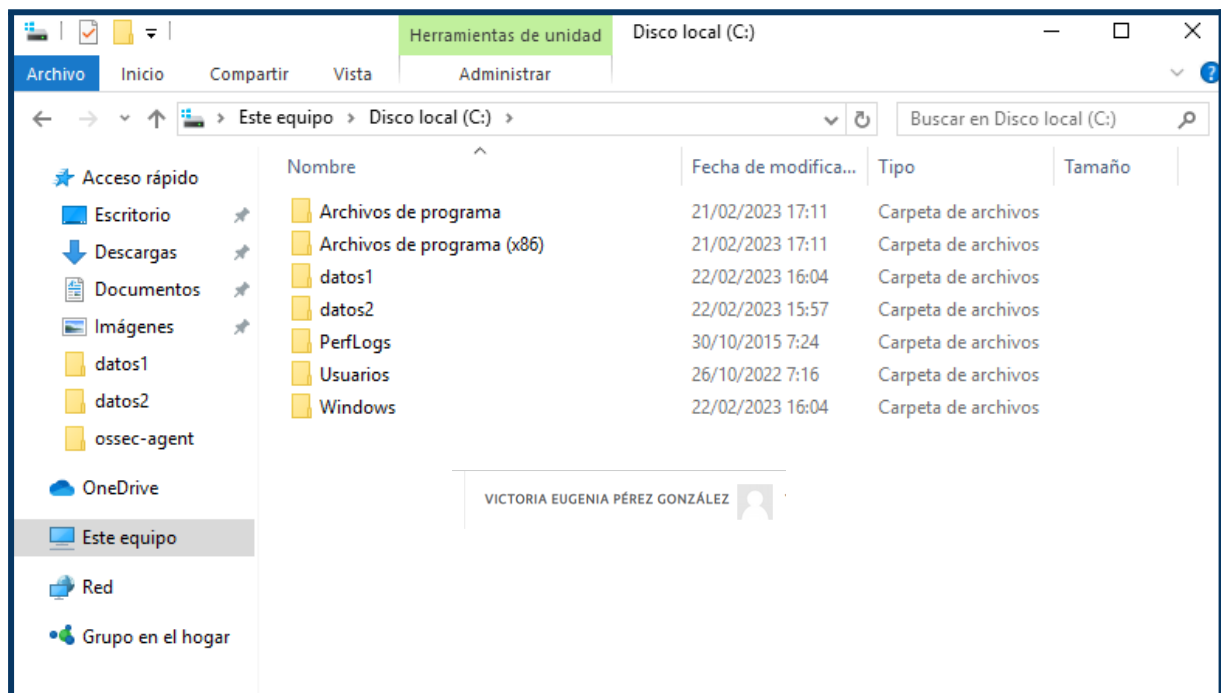 Herramientas de unidad Disco local (C:)
Archivo Inicio Compartir Vista Administrar
Este equipo > Disco local (C:) > Buscar en Disco local (C:)
Nombre Fecha de modifica... Tipo Tamaño
Acceso rápido
Escritorio
Descargas
Documentos
Imágenes
datos1
datos2
ossec-agent
OneDrive
Este equipo
Red
Grupo en el hogar
Archivos de programa 21/02/2023 17:11 Carpeta de archivos
Archivos de programa (x86) 21/02/2023 17:11 Carpeta de archivos
datos1 22/02/2023 16:04 Carpeta de archivos
datos2 22/02/2023 15:57 Carpeta de archivos
PerfLogs 30/10/2015 7:24 Carpeta de archivos
Usuarios 26/10/2022 7:16 Carpeta de archivos
Windows 22/02/2023 16:04 Carpeta de archivos
VICTORIA EUGENIA PÉREZ GONZÁLEZ